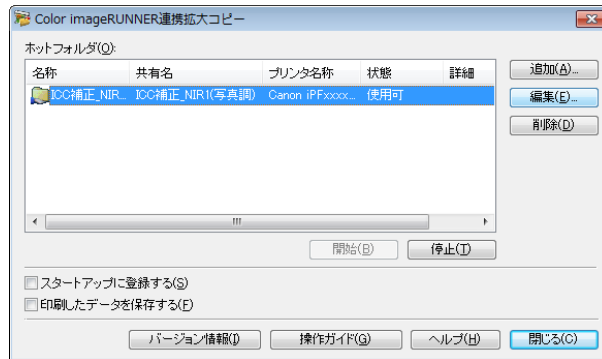 Color imageRUNNER連携拡大コピー
ホットフォルダ(O):
名称 共有名 プリンタ名称 状態 詳細
ICC補正_NIR... ICC補正_NIR1(写真調) Canon iPFxxxx... 使用可
追加(A)...
編集(E)...
削除(D)
開始(B) 停止(T)
スタートアップに登録する(S)
印刷したデータを保存する(F)
バージョン情報(I) 操作ガイド(G) ヘルプ(H) 閉じる(C)